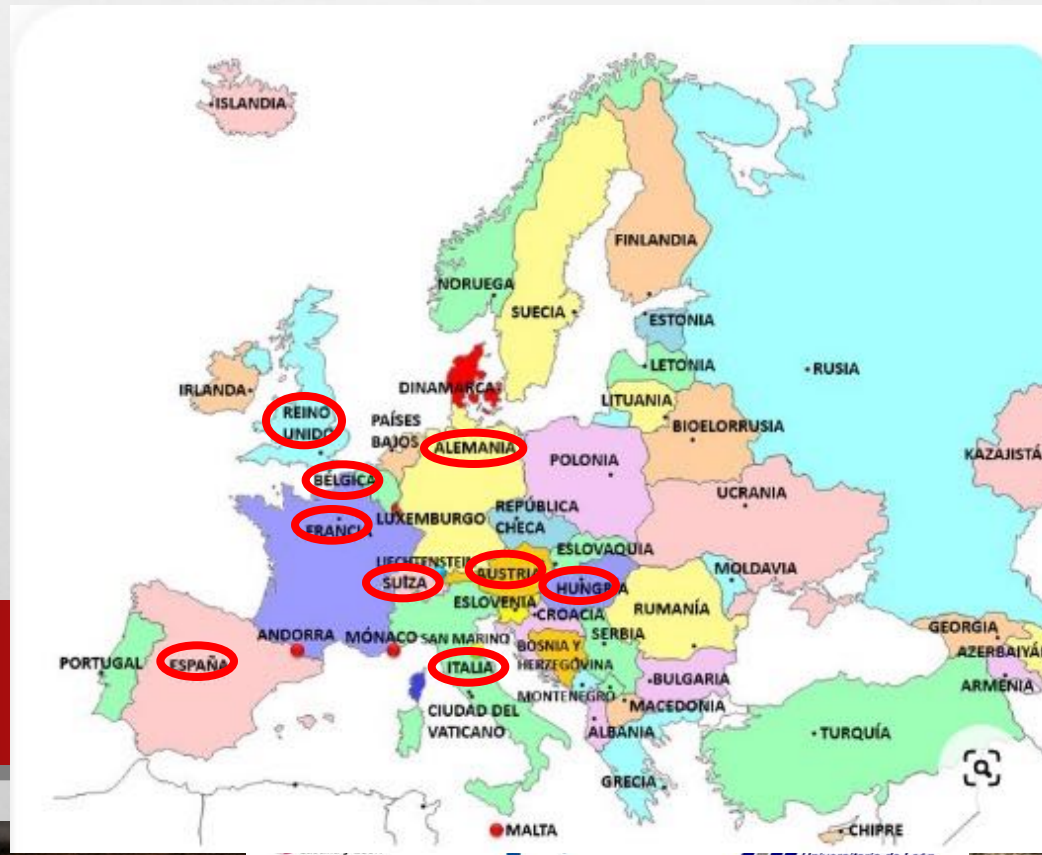 ISLANDIA
FINLANDIA
NORUEGA
SUECIA
ESTONIA
LETONIA
RUSIA
DINAMARCA
IRLANDA
LITUANIA
REINO
UNIDO
PAÍSES
BAJOS
BIOELORRUSIA
ALEMANIA
POLONIA
KAZAJISTÁ
BÉLGICA
UCRANIA
LUXEMBURGO
REPÚBLICA
CHECA
FRANCIA
ESLOVAQUIA
LIECHTENSTEIN
MOLDAVIA
SUIZA
AUSTRIA
HUNGRIA
ESLOVENIA
CROACIA
RUMANÍA
GEORGIA
ANDORRA
MÓNACO
SAN MARINO
SERBIA
BOSNIA Y
HERZEGOVINA
AZERBAIYÁ
PORTUGAL
ESPAÑA
ITALIA
BULGARIA
ARMENIA
MONTENEGRO
MACEDONIA
CIUDAD DEL
VATICANO
ALBANIA
TURQUÍA
GRECIA
MALTA
CHIPRE